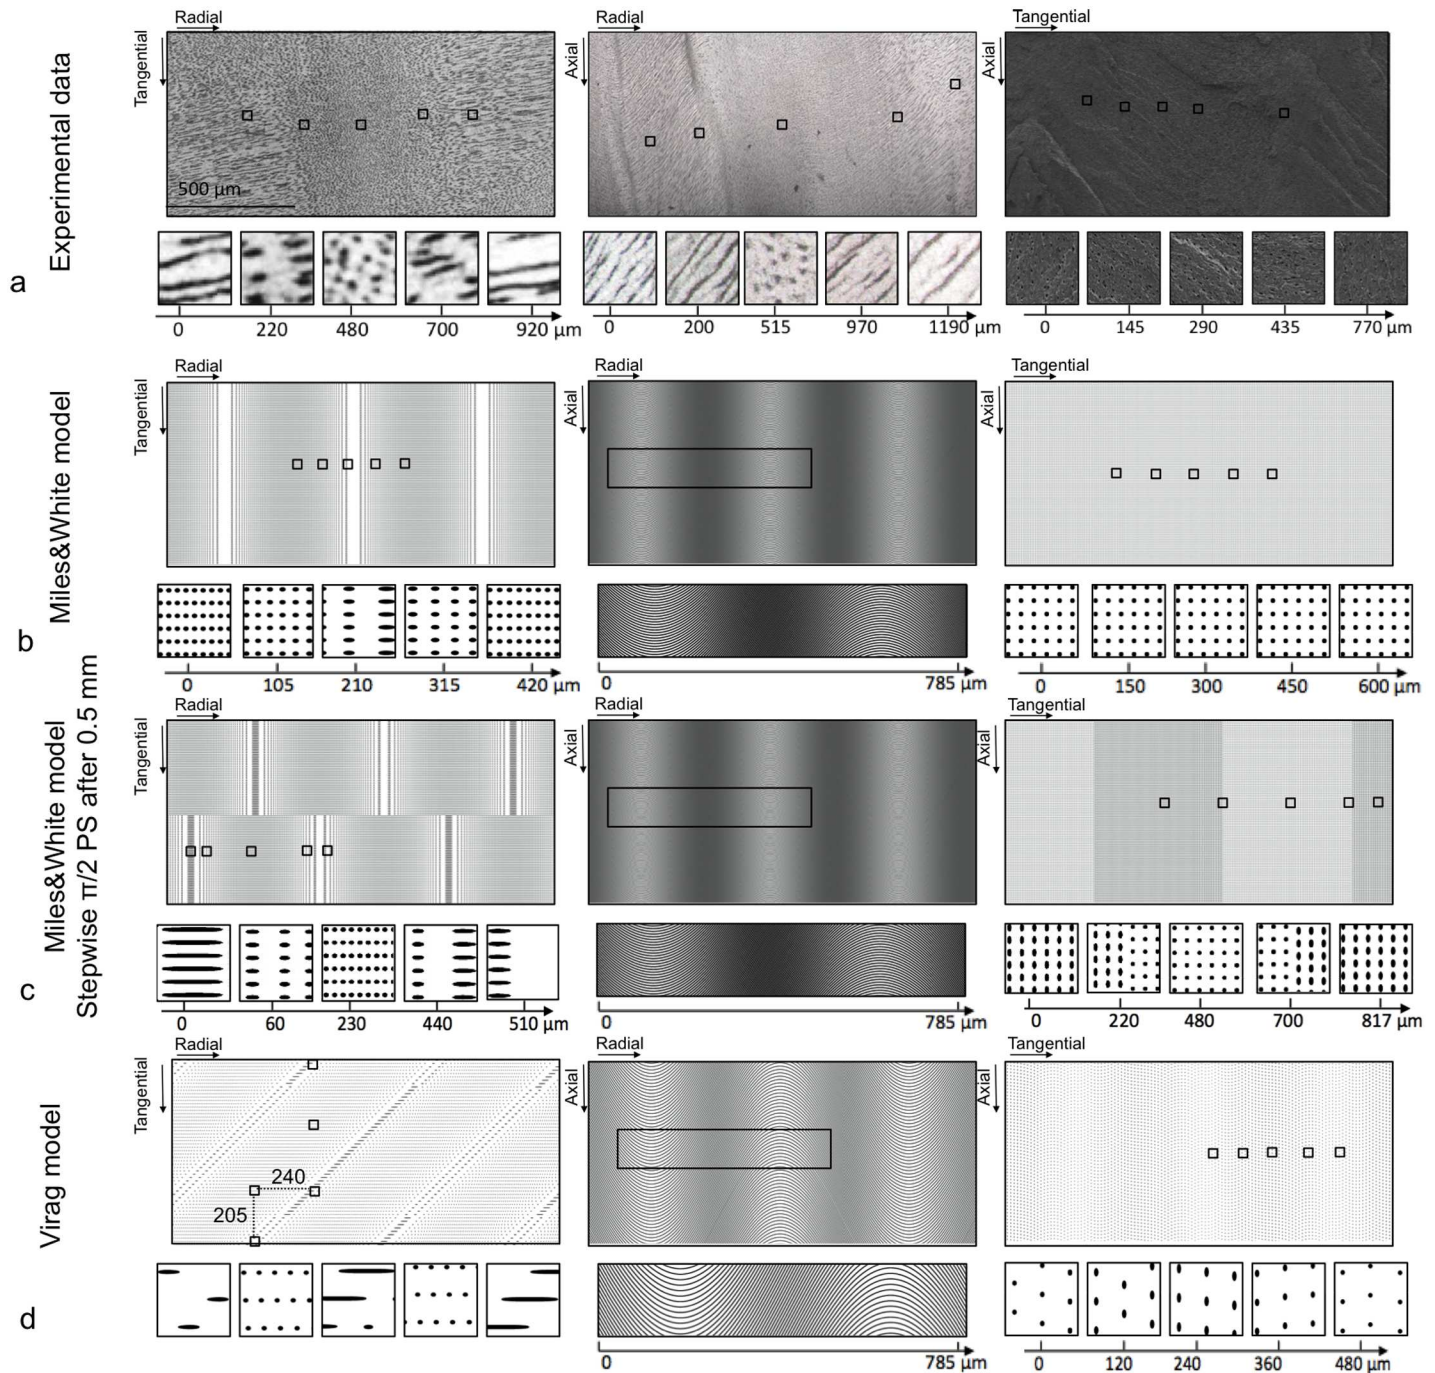 Radial
Radial
Tangential
Tangential
Axial
Axial
Experimental data
500 µm
a
0 220 480 700 920 µm
0 200 515 970 1190 µm
0 145 290 435 770 µm
Radial
Radial
Tangential
Tangential
Axial
Axial
Miles&White model
b
0 105 210 315 420 µm
0 785 µm
0 150 300 450 600 µm
Radial
Radial
Tangential
Tangential
Axial
Axial
Miles&White model
Stepwise π/2 PS after 0.5 mm
c
0 60 230 440 510 µm
0 785 µm
0 220 480 700 817 µm
Radial
Radial
Tangential
Tangential
Axial
Axial
Virag model
240
205
d
0 785 µm
0 120 240 360 480 µm